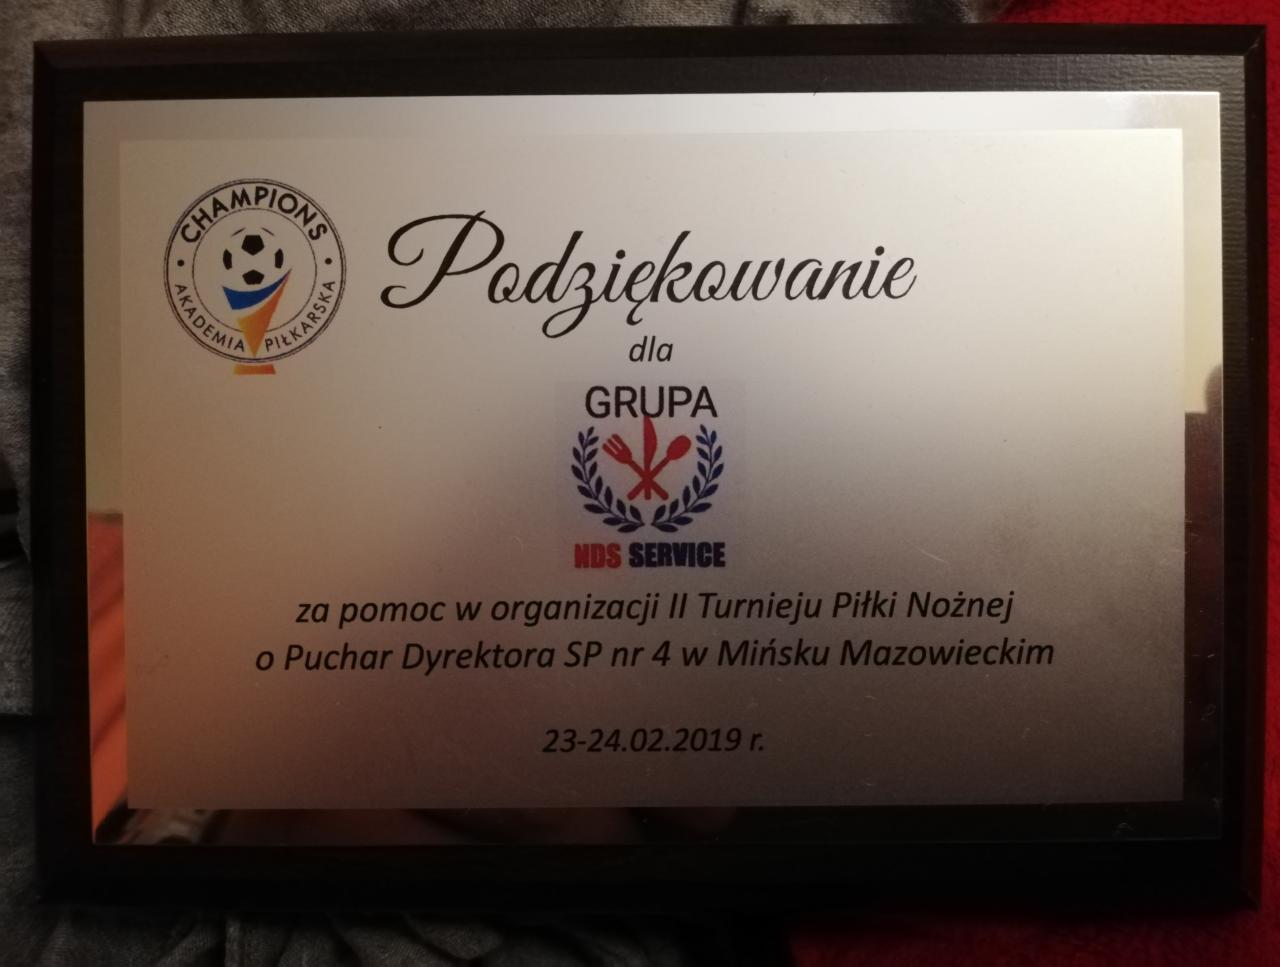 CHAMPIONS
AKADEMIA PIŁKARSKA
Podziękowanie
dla
GRUPA
NDS SERVICE
za pomoc w organizacji II Turnieju Piłki Nożnej
o Puchar Dyrektora SP nr 4 w Mińsku Mazowieckim
23-24.02.2019 r.